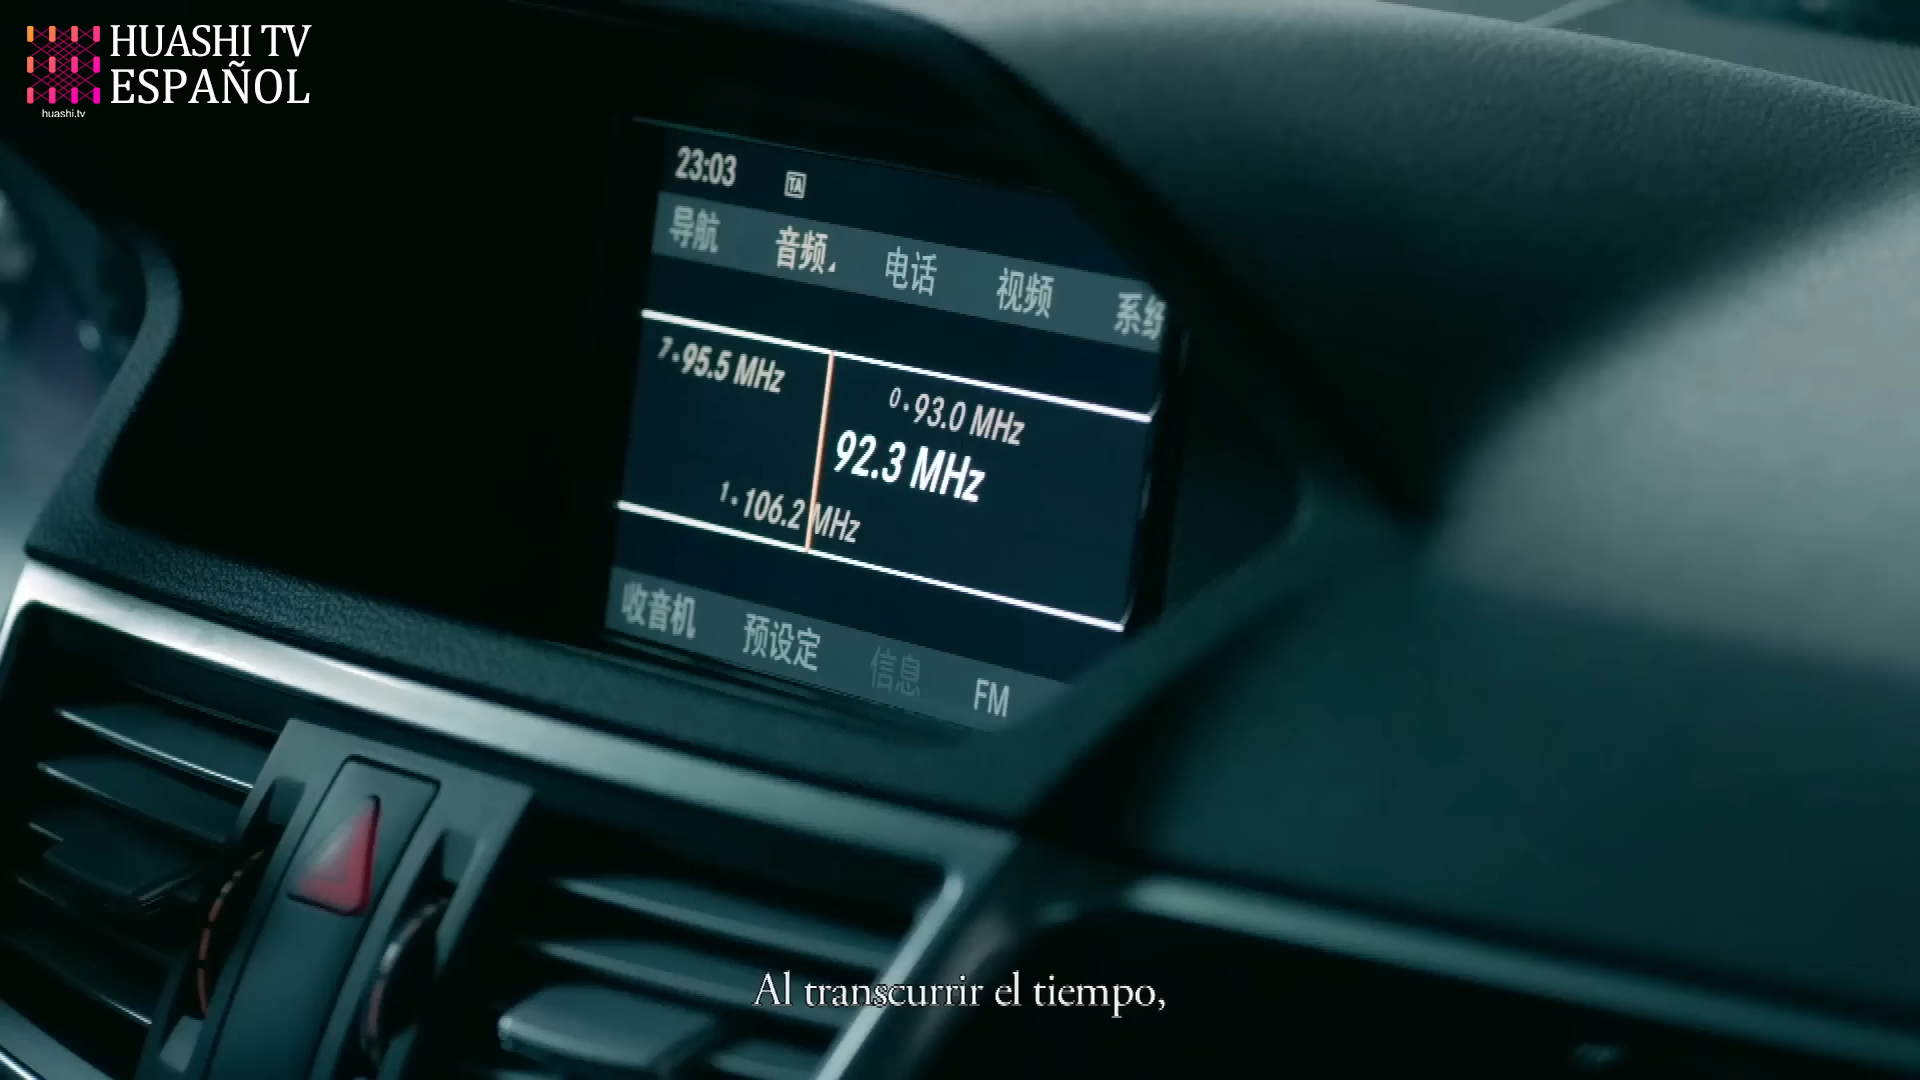 HUASHI TV
ESPAÑOL
huashi.tv
23:03
TA
导航 音频 电话 视频 系统
7·95.5 MHz
0·93.0 MHz
92.3 MHz
1·106.2 MHz
收音机 预设定 信息 FM
Al transcurrir el tiempo,